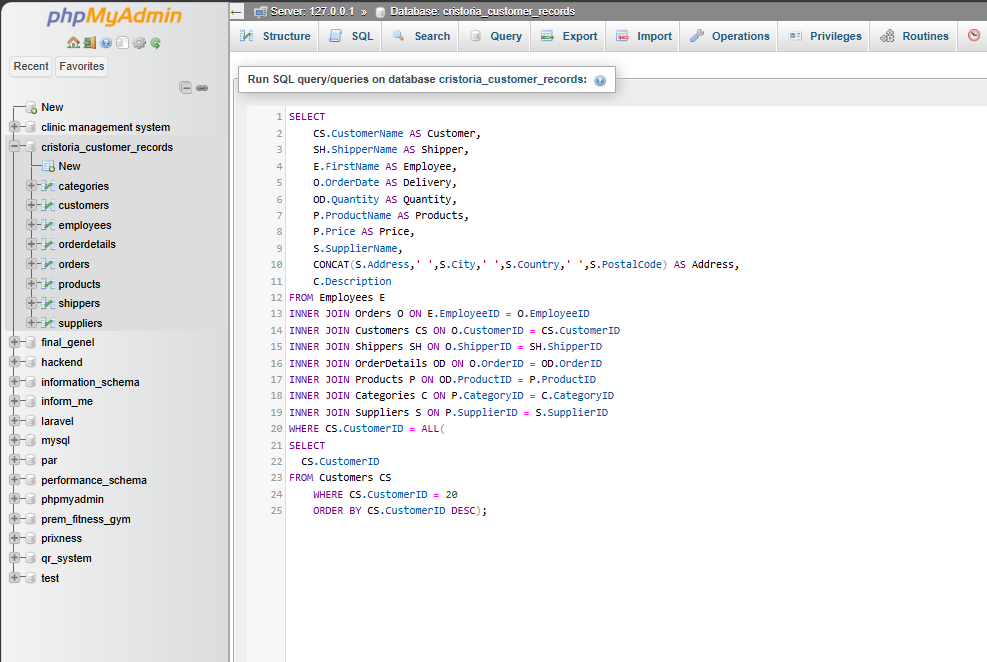 phpMyAdmin
Recent Favorites
New
clinic management system
cristoria_customer_records
New
categories
customers
employees
orderdetails
orders
products
shippers
suppliers
final_genel
hackend
information_schema
inform_me
laravel
mysql
par
performance_schema
phpmyadmin
prem_fitness_gym
prixness
qr_system
test
← Server: 127.0.0.1 » Database: cristoria_customer_records
Structure SQL Search Query Export Import Operations Privileges Routines
Run SQL query/queries on database cristoria_customer_records:
1 SELECT
2 CS.CustomerName AS Customer,
3 SH.ShipperName AS Shipper,
4 E.FirstName AS Employee,
5 O.OrderDate AS Delivery,
6 OD.Quantity AS Quantity,
7 P.ProductName AS Products,
8 P.Price AS Price,
9 S.SupplierName,
10 CONCAT(S.Address,' ',S.City,' ',S.Country,' ',S.PostalCode) AS Address,
11 C.Description
12 FROM Employees E
13 INNER JOIN Orders O ON E.EmployeeID = O.EmployeeID
14 INNER JOIN Customers CS ON O.CustomerID = CS.CustomerID
15 INNER JOIN Shippers SH ON O.ShipperID = SH.ShipperID
16 INNER JOIN OrderDetails OD ON O.OrderID = OD.OrderID
17 INNER JOIN Products P ON OD.ProductID = P.ProductID
18 INNER JOIN Categories C ON P.CategoryID = C.CategoryID
19 INNER JOIN Suppliers S ON P.SupplierID = S.SupplierID
20 WHERE CS.CustomerID = ALL(
21 SELECT
22 CS.CustomerID
23 FROM Customers CS
24 WHERE CS.CustomerID = 20
25 ORDER BY CS.CustomerID DESC);